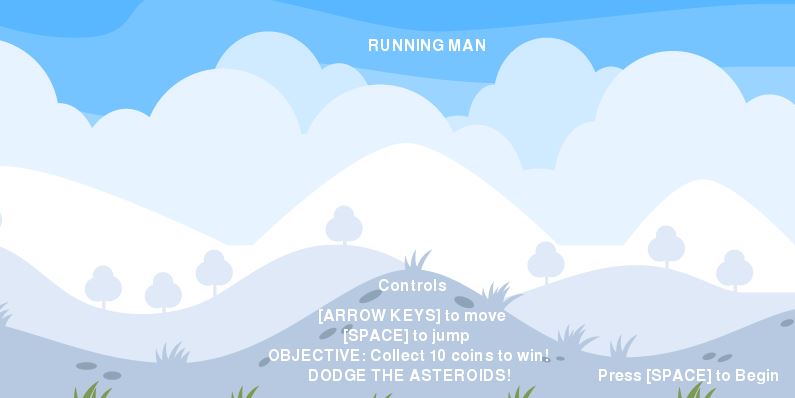 RUNNING MAN
Controls
[ARROW KEYS] to move
[SPACE] to jump
OBJECTIVE: Collect 10 coins to win!
DODGE THE ASTEROIDS!
Press [SPACE] to Begin